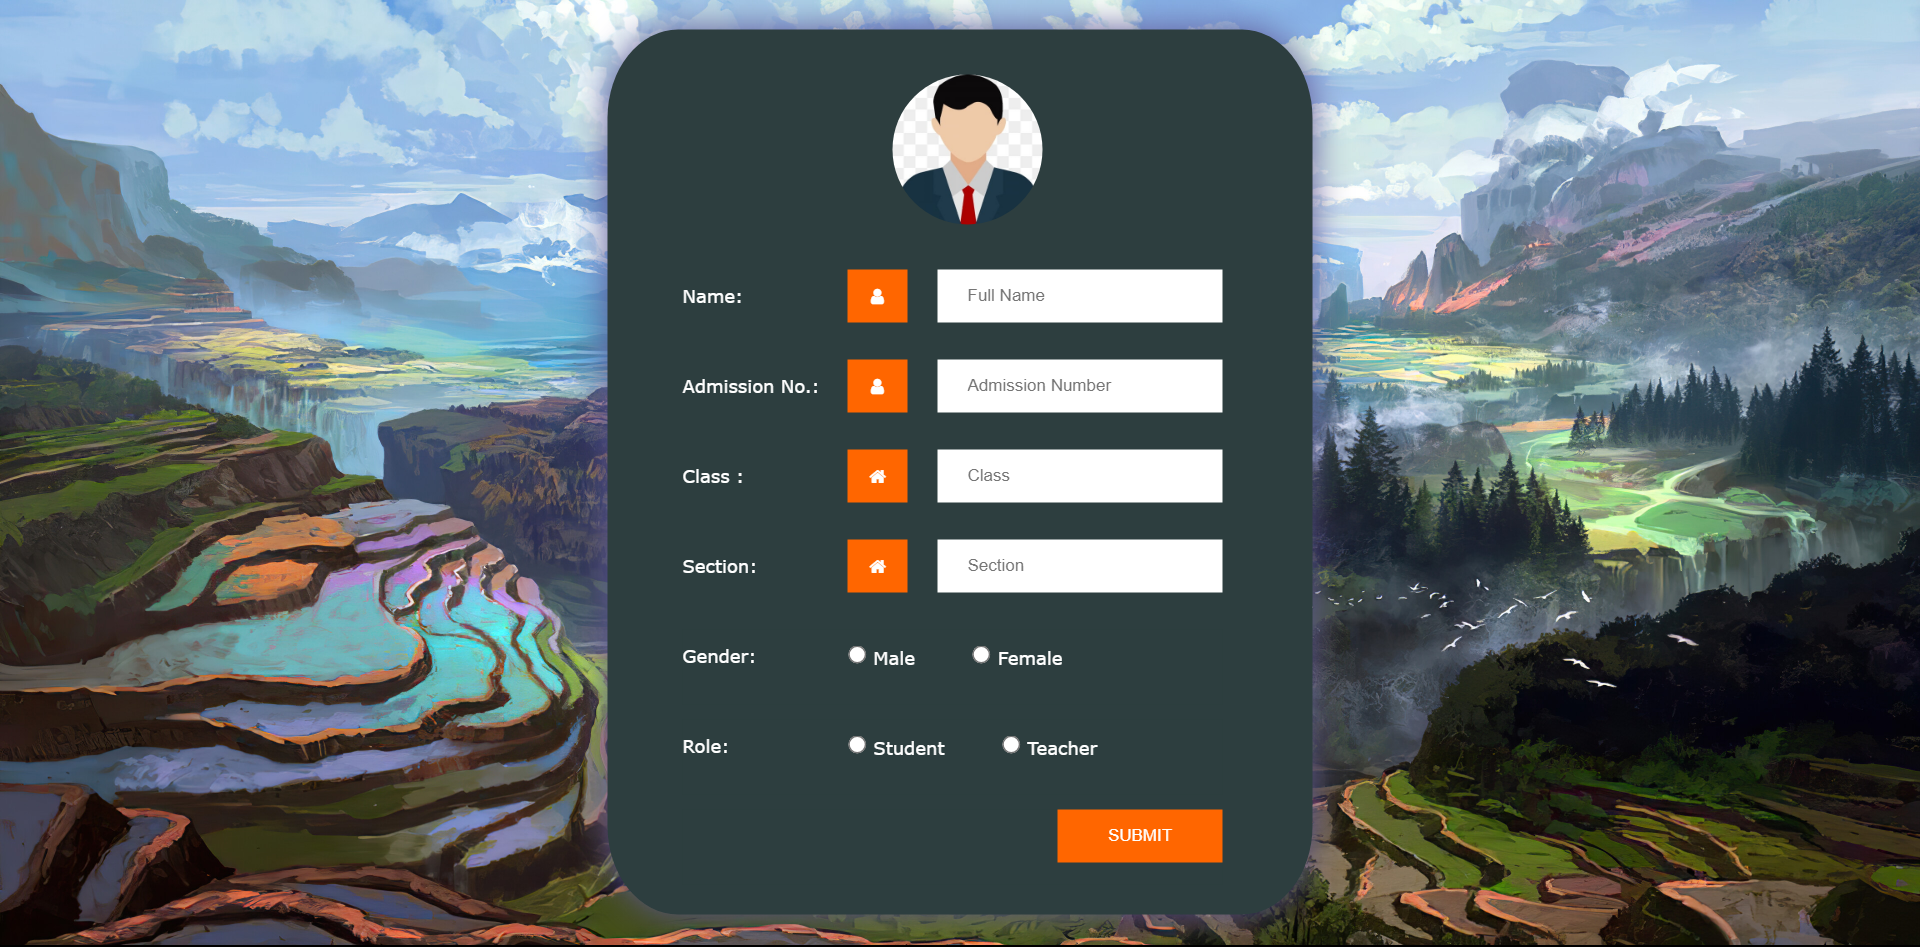 Name:
Full Name
Admission No.:
Admission Number
Class :
Class
Section:
Section
Gender:
Male
Female
Role:
Student
Teacher
SUBMIT